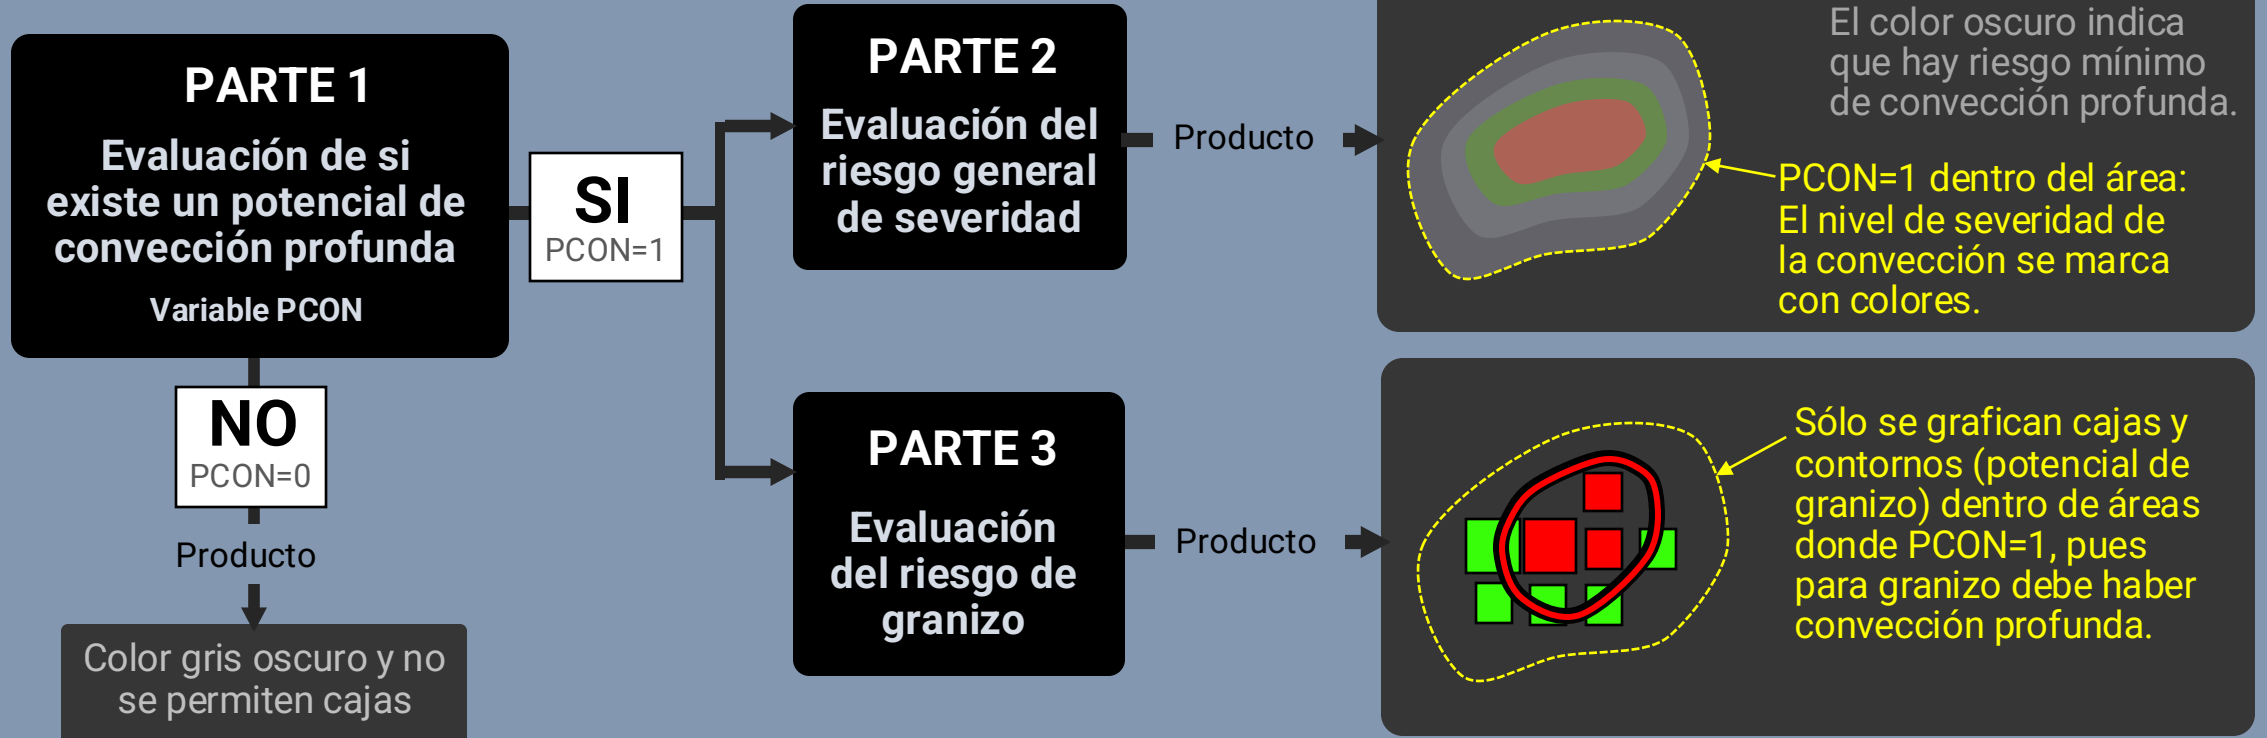 PARTE 1
Evaluación de si
existe un potencial de
convección profunda
Variable PCON
SI
PCON=1
NO
PCON=0
Producto
Color gris oscuro y no
se permiten cajas
PARTE 2
Evaluación del
riesgo general
de severidad
Producto
El color oscuro indica
que hay riesgo mínimo
de convección profunda.
PCON=1 dentro del área:
El nivel de severidad de
la convección se marca
con colores.
PARTE 3
Evaluación
del riesgo de
granizo
Producto
Sólo se grafican cajas y
contornos (potencial de
granizo) dentro de áreas
donde PCON=1, pues
para granizo debe haber
convección profunda.